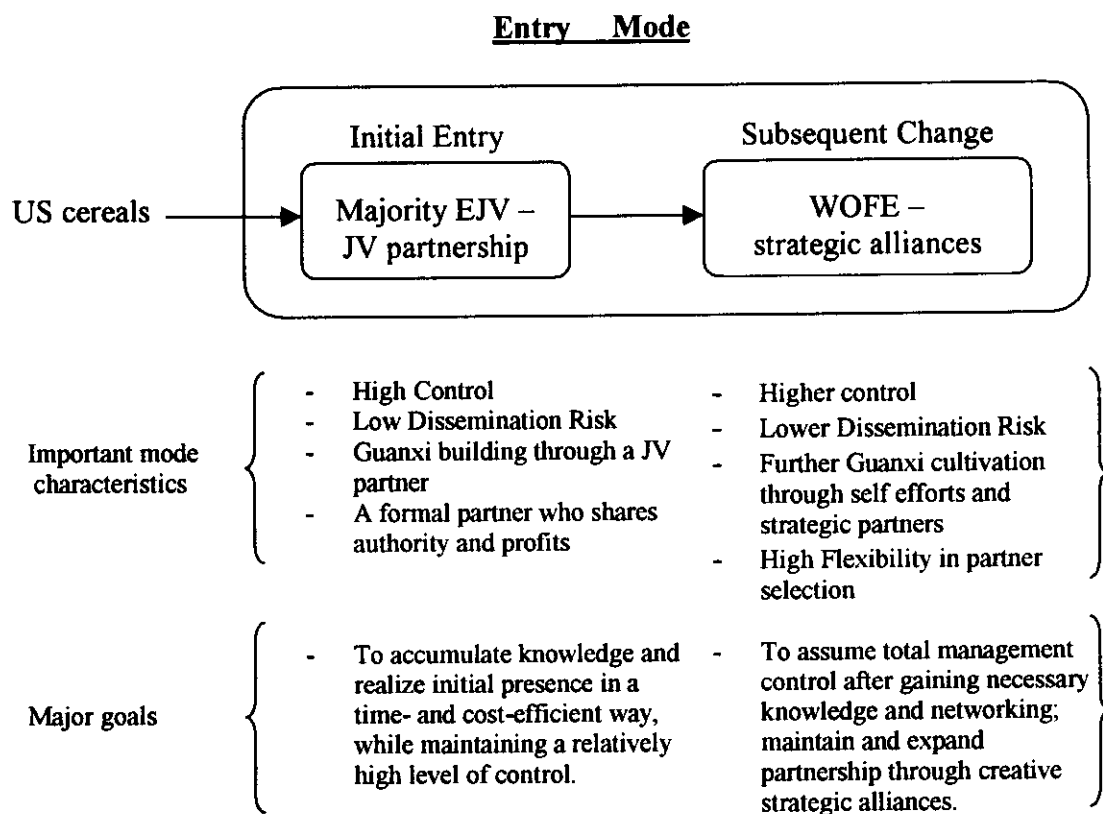 Entry Mode
Initial Entry
Subsequent Change
US cereals
Majority EJV –
JV partnership
WOFE –
strategic alliances
Important mode
characteristics
- High Control
- Low Dissemination Risk
- Guanxi building through a JV
partner
- A formal partner who shares
authority and profits
- Higher control
- Lower Dissemination Risk
- Further Guanxi cultivation
through self efforts and
strategic partners
- High Flexibility in partner
selection
Major goals
- To accumulate knowledge and
realize initial presence in a
time- and cost-efficient way,
while maintaining a relatively
high level of control.
- To assume total management
control after gaining necessary
knowledge and networking;
maintain and expand
partnership through creative
strategic alliances.